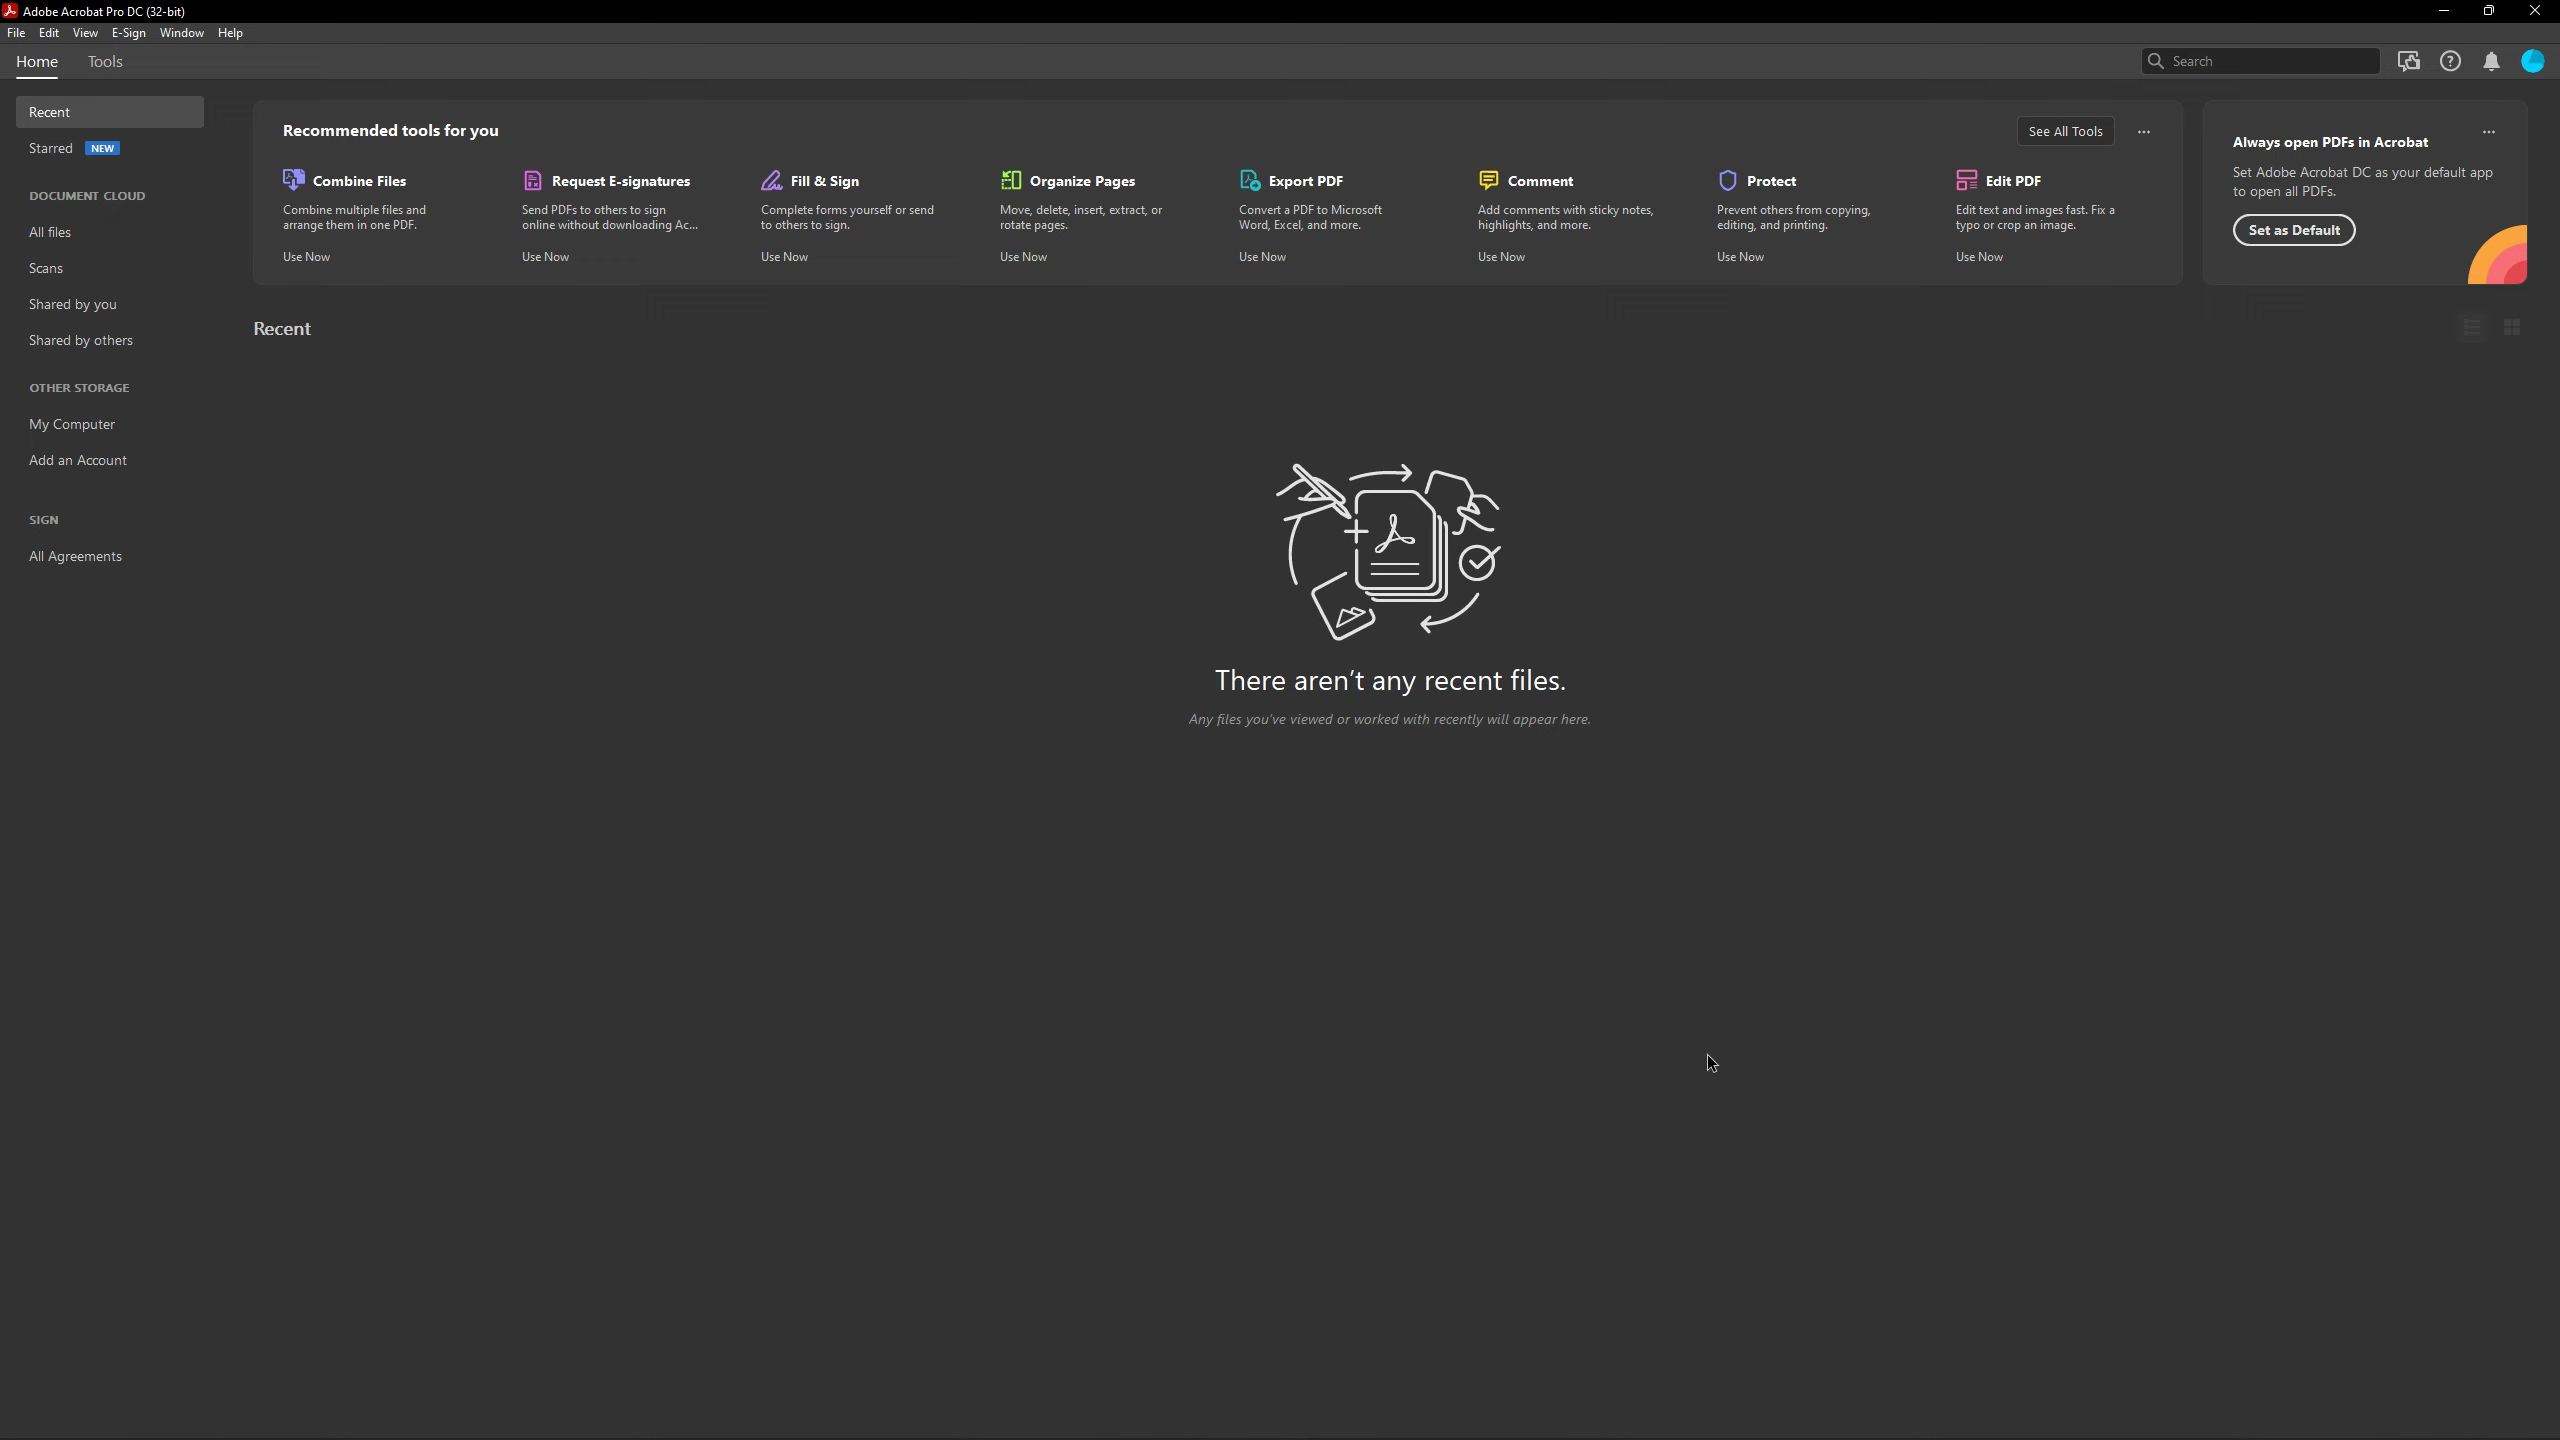 Adobe Acrobat Pro DC (32-bit)
File Edit View E-Sign Window Help
Home Tools
Search
Recent
Starred NEW
DOCUMENT CLOUD
All files
Scans
Shared by you
Shared by others
OTHER STORAGE
My Computer
Add an Account
SIGN
All Agreements
Recommended tools for you
See All Tools
Combine Files
Combine multiple files and
arrange them in one PDF.
Use Now
Request E-signatures
Send PDFs to others to sign
online without downloading Ac...
Use Now
Fill & Sign
Complete forms yourself or send
to others to sign.
Use Now
Organize Pages
Move, delete, insert, extract, or
rotate pages.
Use Now
Export PDF
Convert a PDF to Microsoft
Word, Excel, and more.
Use Now
Comment
Add comments with sticky notes,
highlights, and more.
Use Now
Protect
Prevent others from copying,
editing, and printing.
Use Now
Edit PDF
Edit text and images fast. Fix a
typo or crop an image.
Use Now
Always open PDFs in Acrobat
Set Adobe Acrobat DC as your default app
to open all PDFs.
Set as Default
Recent
There aren't any recent files.
Any files you've viewed or worked with recently will appear here.